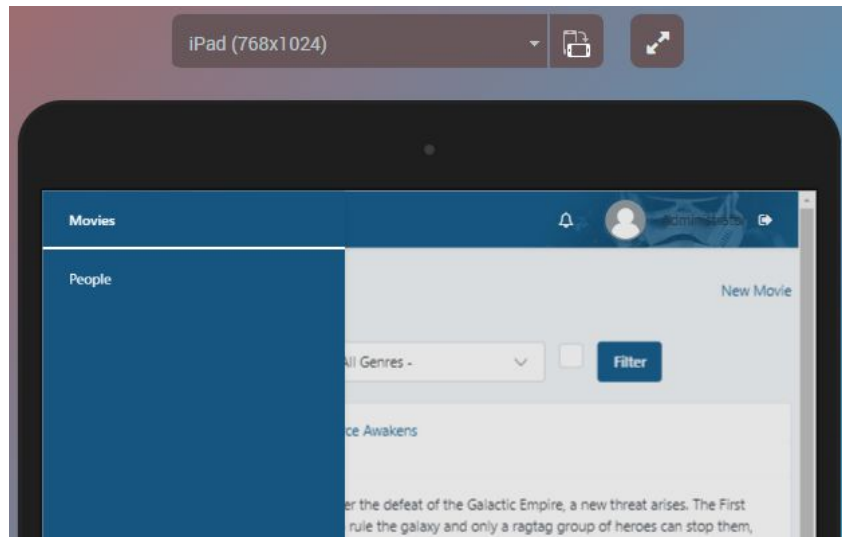 iPad (768x1024)
Movies
Administrator
People
New Movie
All Genres -
Filter
ce Awakens
er the defeat of the Galactic Empire, a new threat arises. The First
rule the galaxy and only a ragtag group of heroes can stop them,